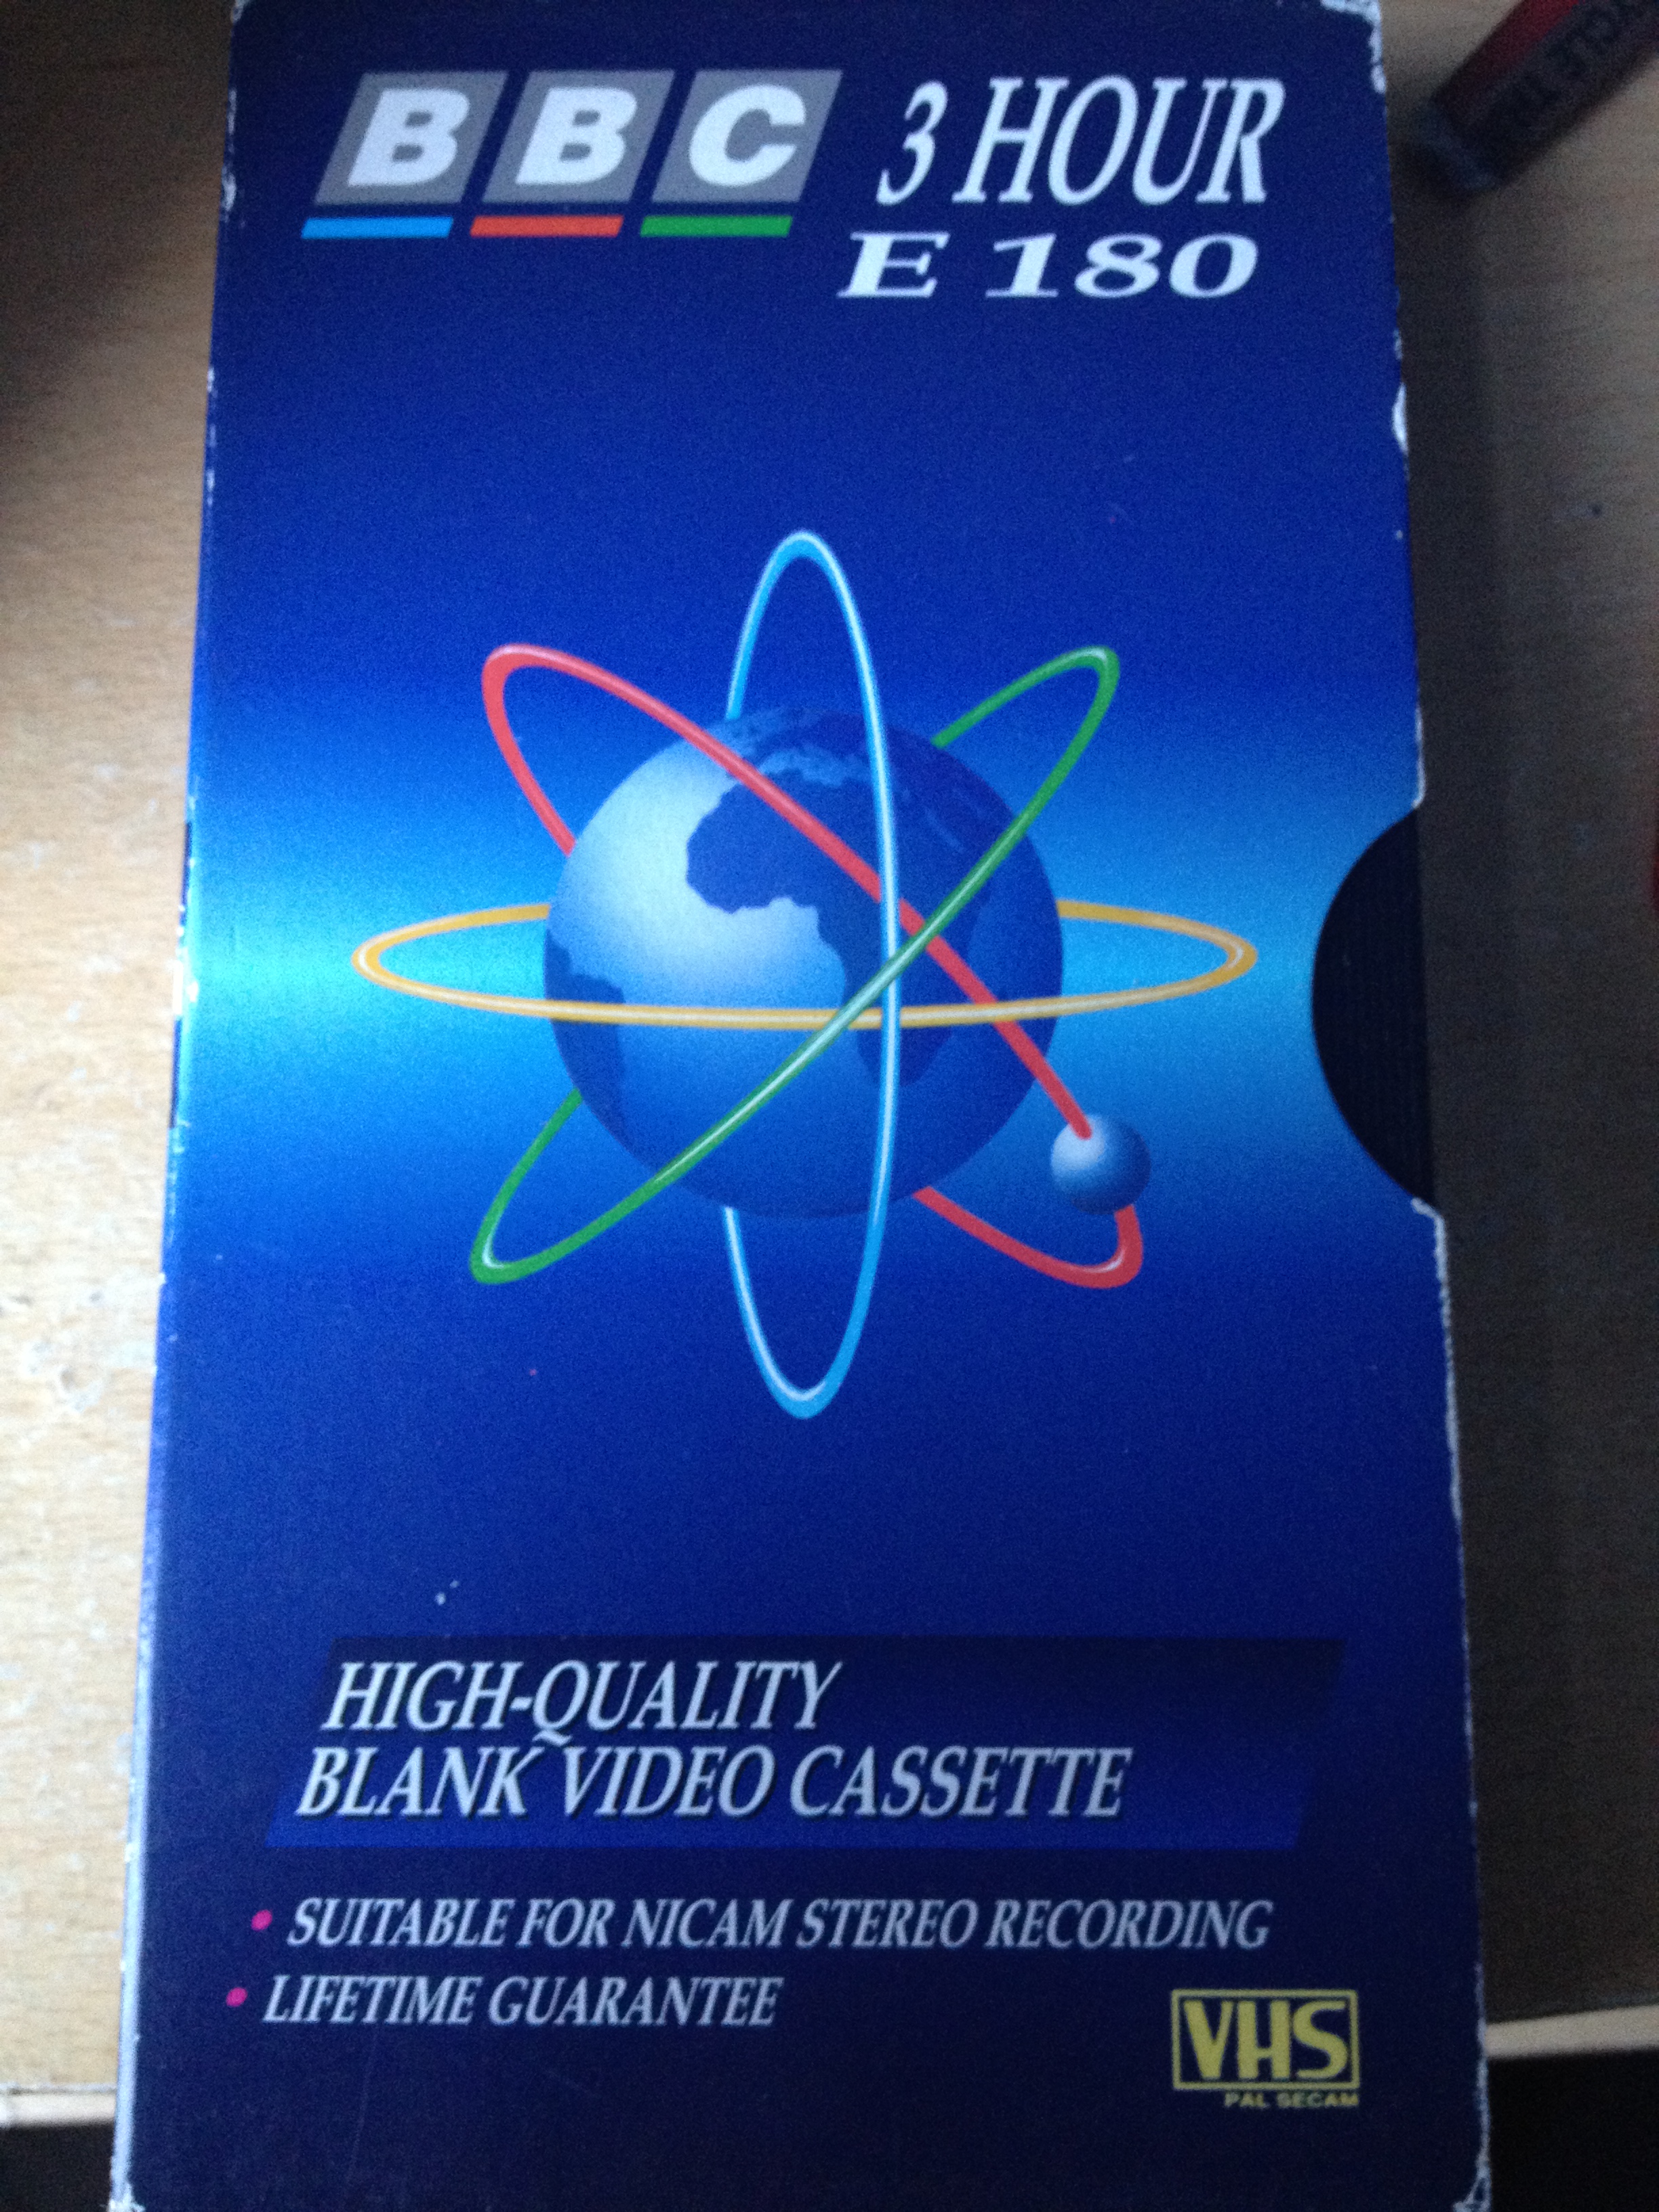 BBC 3 HOUR
E 180
HIGH-QUALITY
BLANK VIDEO CASSETTE
• SUITABLE FOR NICAM STEREO RECORDING
• LIFETIME GUARANTEE
VHS
PAL SECAM